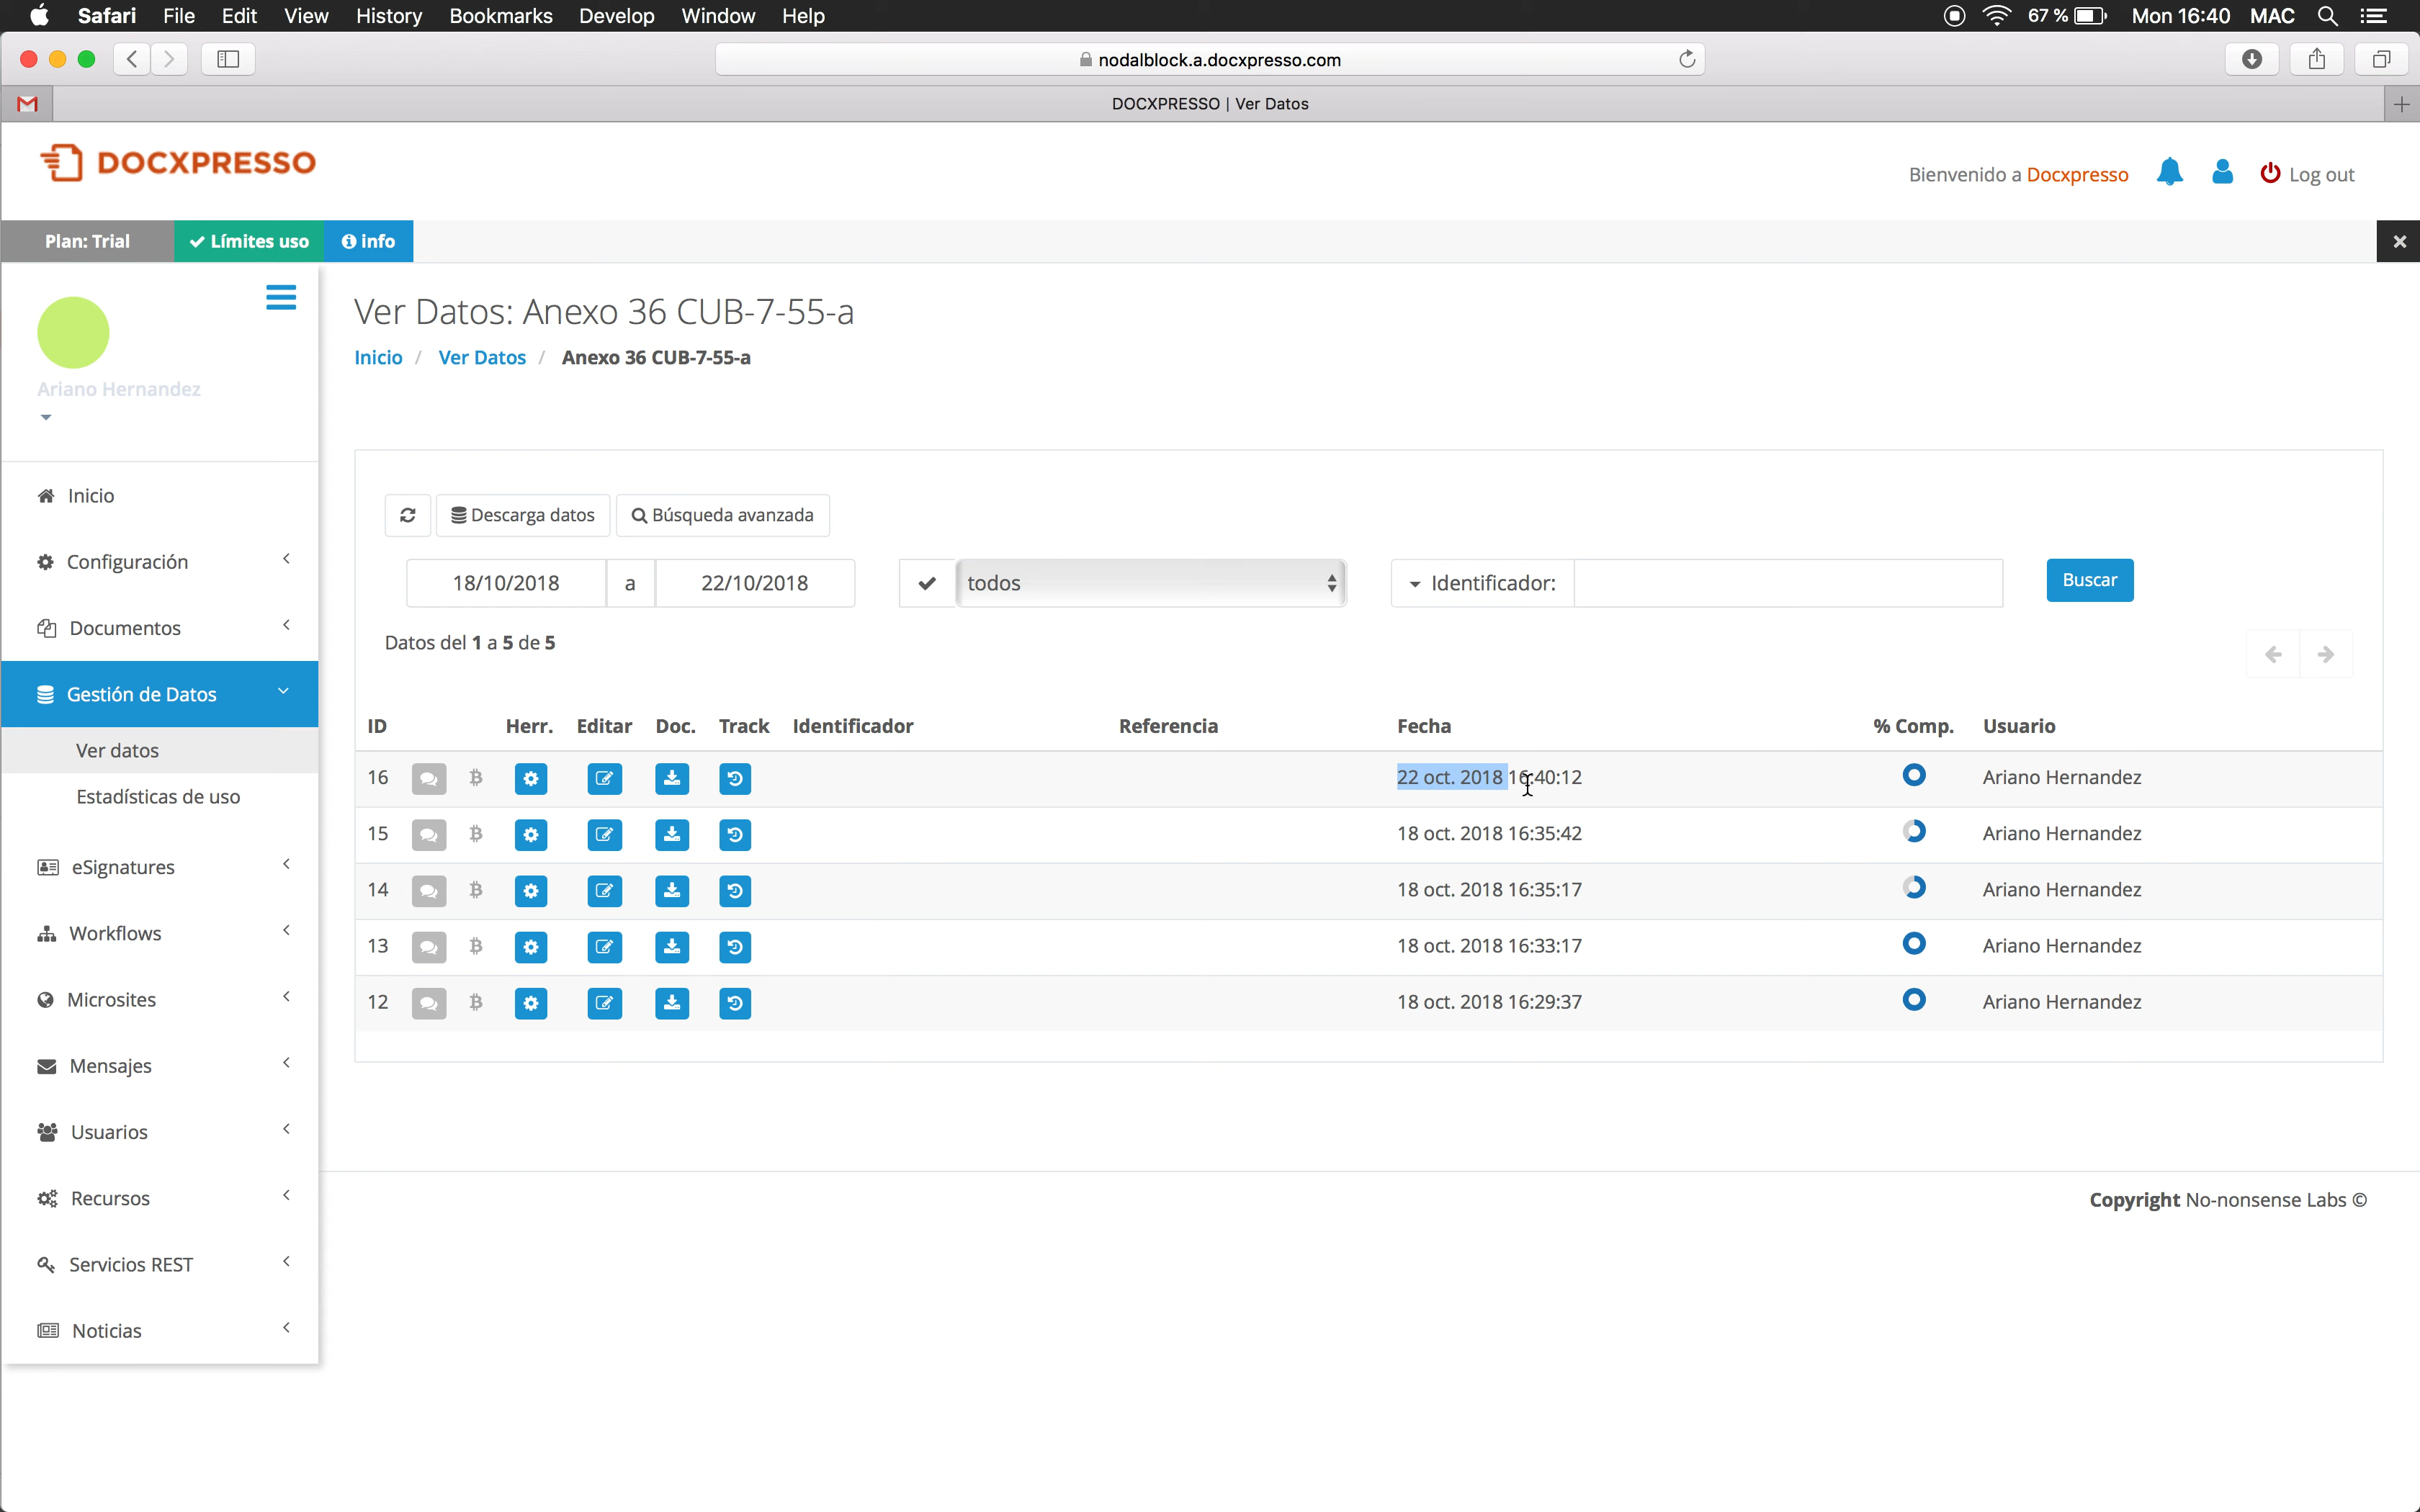 Safari File Edit View History Bookmarks Develop Window Help 67 % Mon 16:40 MAC
nodalblock.a.docxpresso.com
DOCXPRESSO | Ver Datos
DOCXPRESSO
Bienvenido a Docxpresso Log out
Plan: Trial Límites uso info
Ariano Hernandez
Inicio
Configuración
Documentos
Gestión de Datos
Ver datos
Estadísticas de uso
eSignatures
Workflows
Microsites
Mensajes
Usuarios
Recursos
Servicios REST
Noticias
Ver Datos: Anexo 36 CUB-7-55-a
Inicio / Ver Datos / Anexo 36 CUB-7-55-a
Descarga datos Búsqueda avanzada
18/10/2018 a 22/10/2018 todos Identificador: Buscar
Datos del 1 a 5 de 5
ID Herr. Editar Doc. Track Identificador Referencia Fecha % Comp. Usuario
16 22 oct. 2018 16:40:12 Ariano Hernandez
15 18 oct. 2018 16:35:42 Ariano Hernandez
14 18 oct. 2018 16:35:17 Ariano Hernandez
13 18 oct. 2018 16:33:17 Ariano Hernandez
12 18 oct. 2018 16:29:37 Ariano Hernandez
Copyright No-nonsense Labs ©